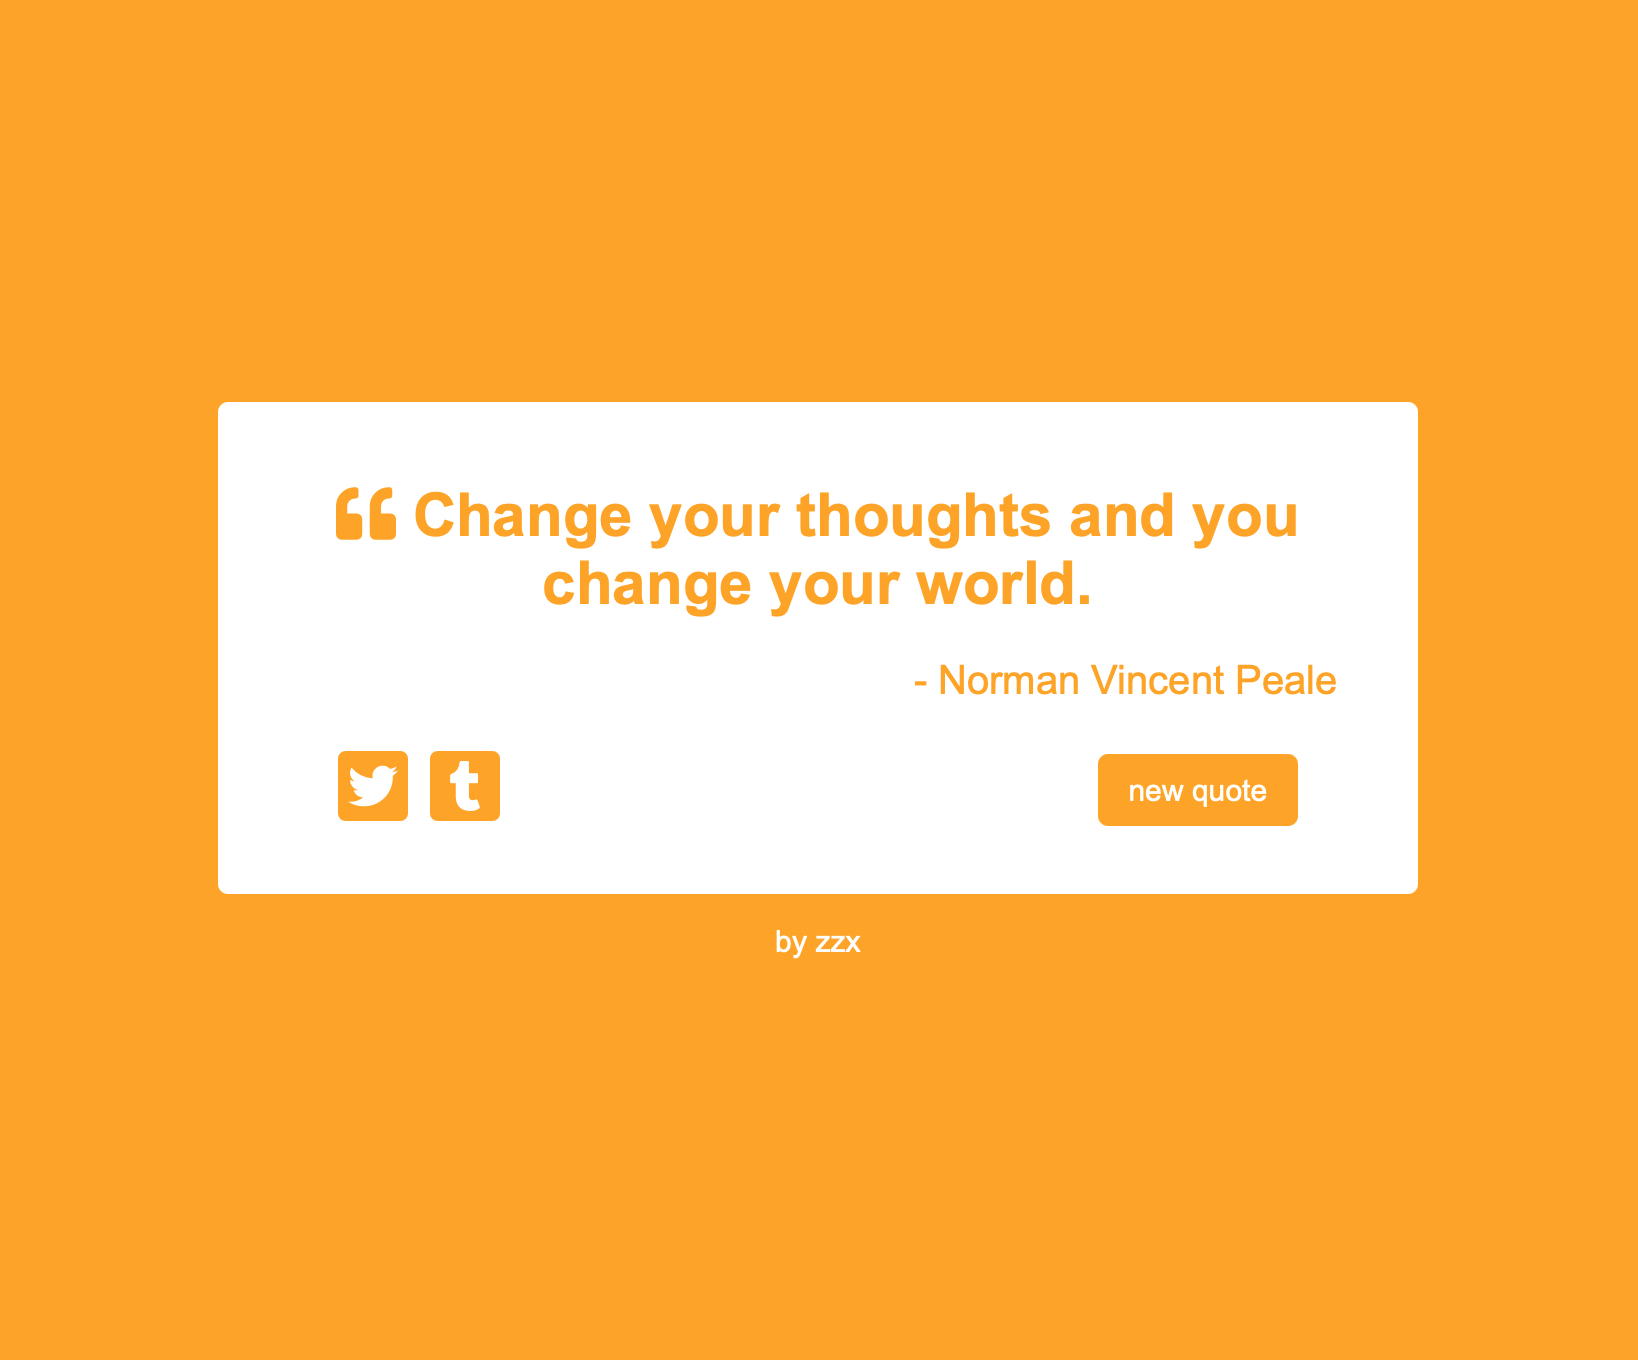 “ Change your thoughts and you
change your world.
- Norman Vincent Peale
new quote
by zzx